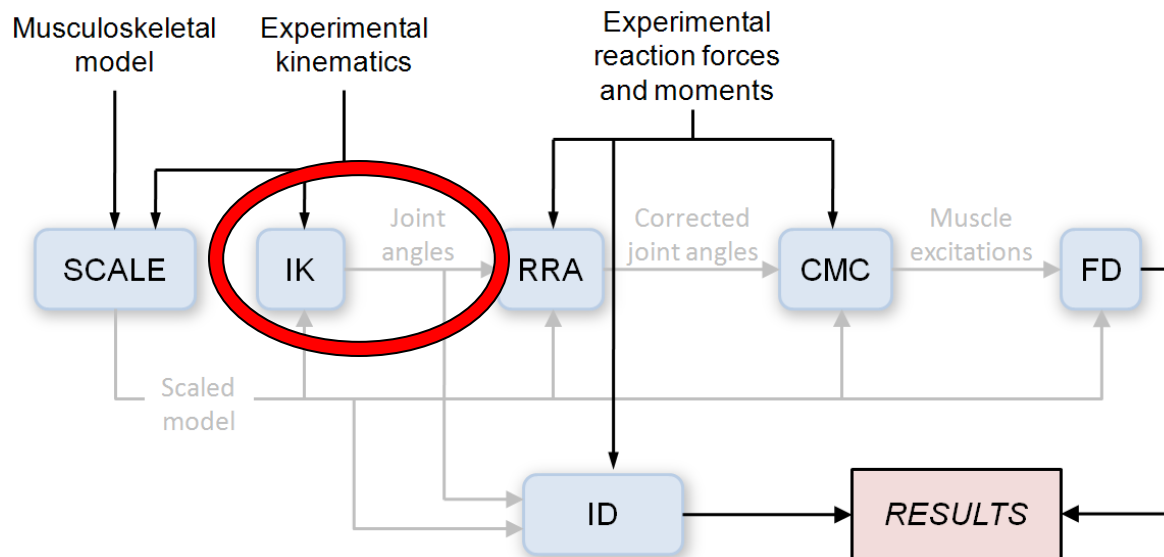 Musculoskeletal
model
Experimental
kinematics
Experimental
reaction forces
and moments
SCALE
IK
Joint
angles
RRA
Corrected
joint angles
CMC
Muscle
excitations
FD
Scaled
model
ID
RESULTS